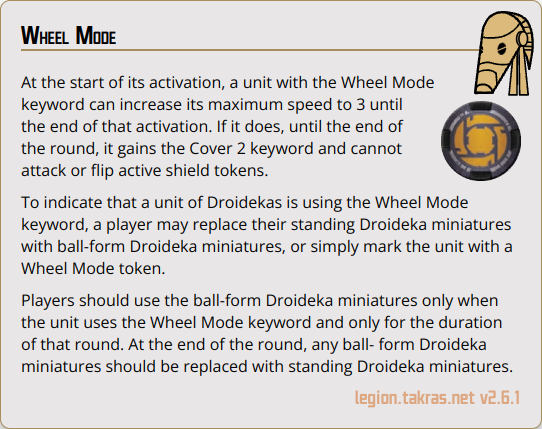 Wheel Mode
At the start of its activation, a unit with the Wheel Mode
keyword can increase its maximum speed to 3 until
the end of that activation. If it does, until the end of
the round, it gains the Cover 2 keyword and cannot
attack or flip active shield tokens.
To indicate that a unit of Droidekas is using the Wheel Mode
keyword, a player may replace their standing Droideka miniatures
with ball-form Droideka miniatures, or simply mark the unit with a
Wheel Mode token.
Players should use the ball-form Droideka miniatures only when
the unit uses the Wheel Mode keyword and only for the duration
of that round. At the end of the round, any ball- form Droideka
miniatures should be replaced with standing Droideka miniatures.
legion.takras.net v2.6.1